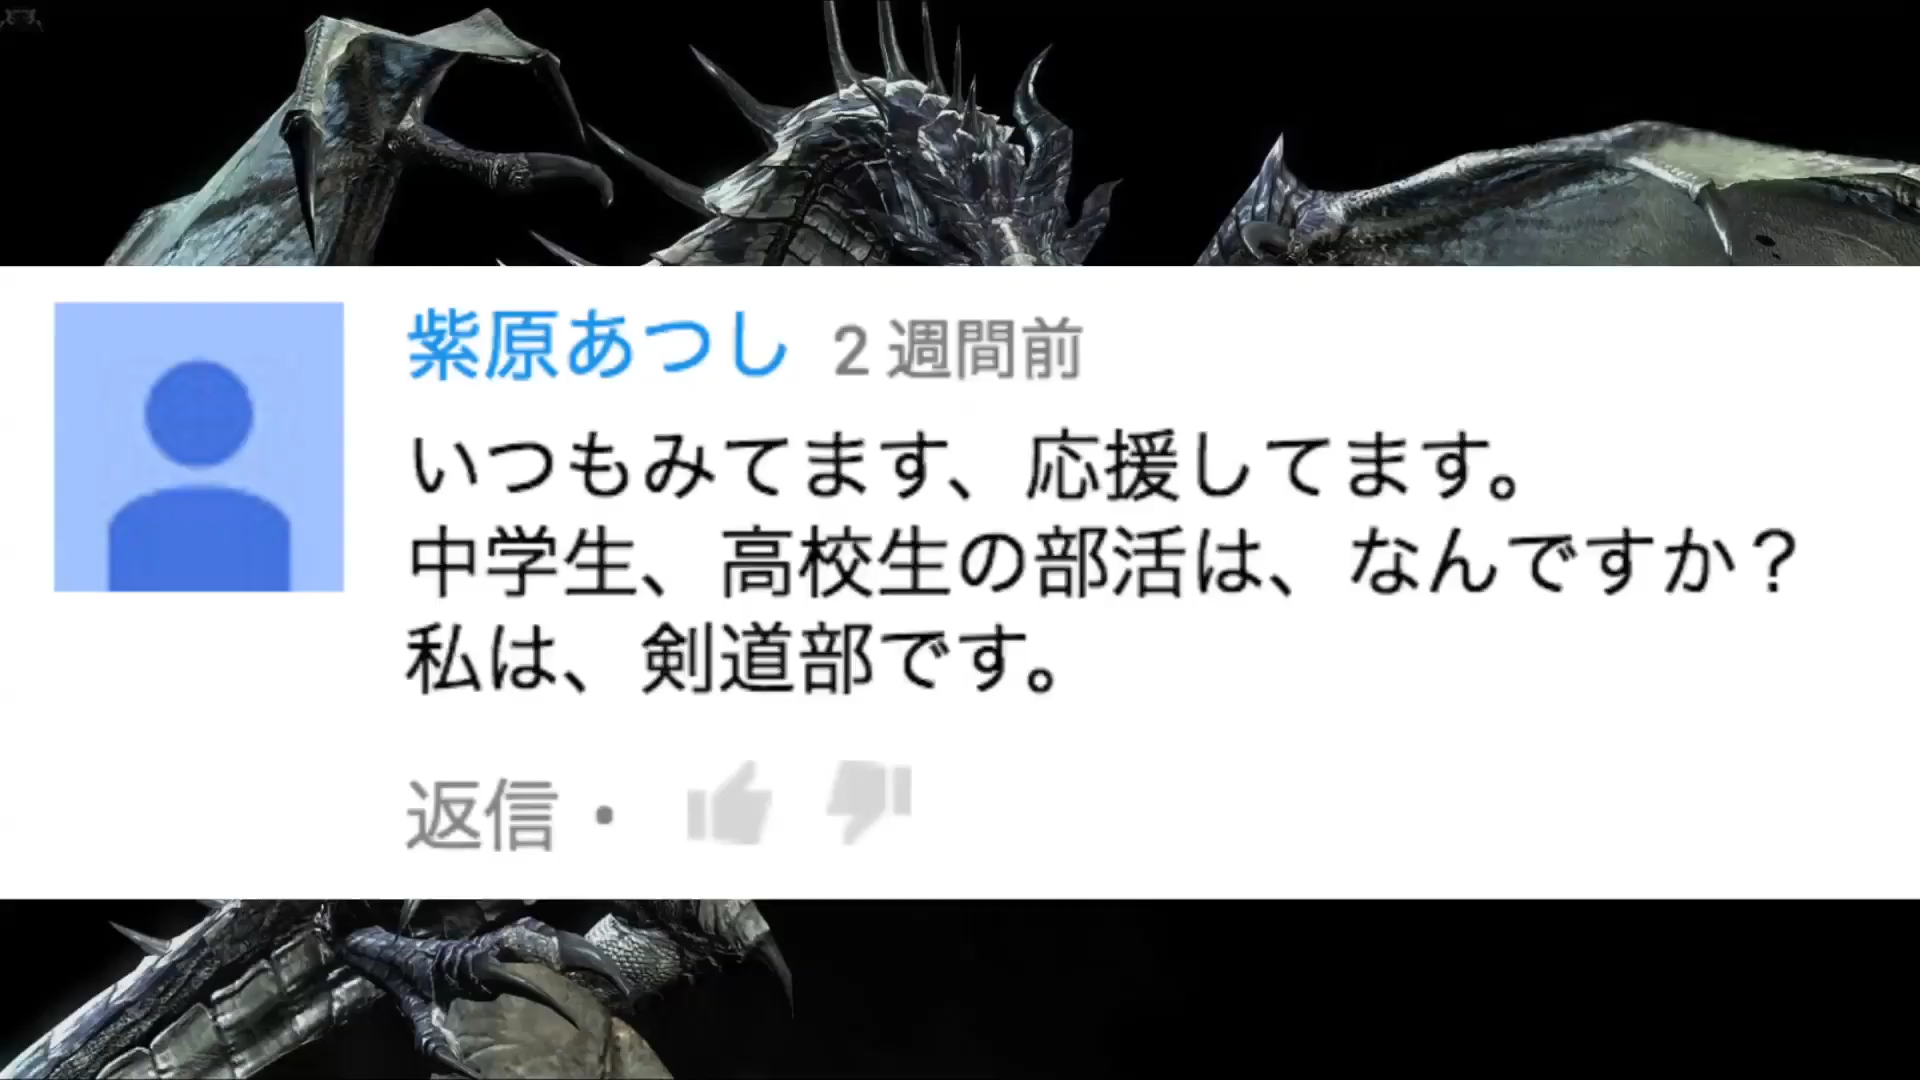 紫原あつし 2 週間前
いつもみてます、応援してます。
中学生、高校生の部活は、なんですか？
私は、剣道部です。
返信 •